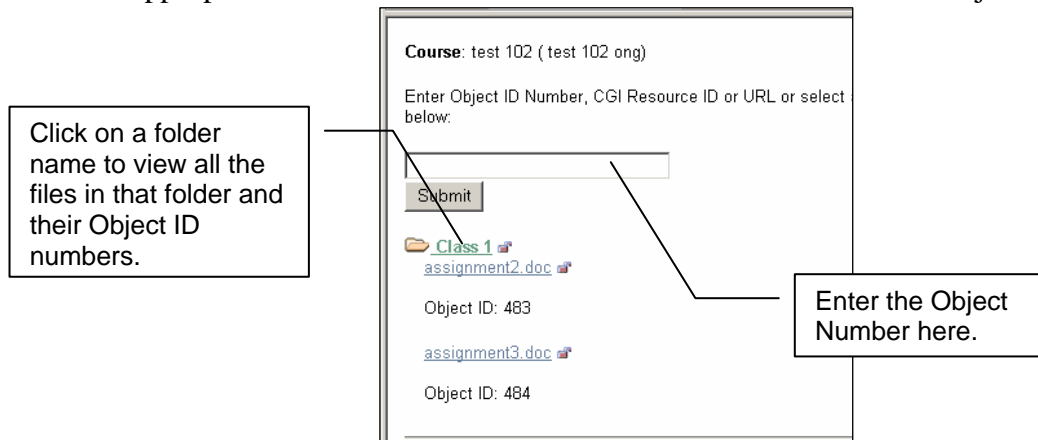 Course: test 102 ( test 102 ong)
Enter Object ID Number, CGI Resource ID or URL or select
below:
Click on a folder
name to view all the
files in that folder and
their Object ID
numbers.
Submit
Class 1
assignment2.doc
Object ID: 483
Enter the Object
Number here.
assignment3.doc
Object ID: 484